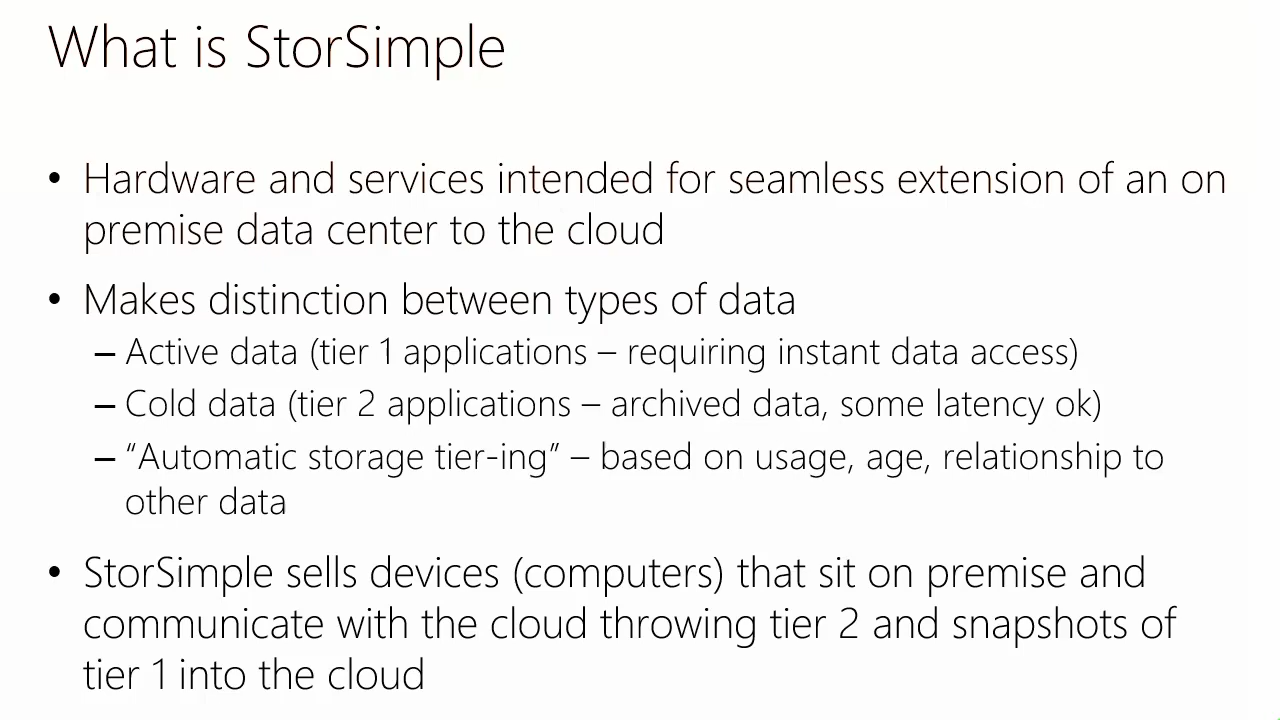 What is StorSimple
• Hardware and services intended for seamless extension of an on
premise data center to the cloud
• Makes distinction between types of data
– Active data (tier 1 applications – requiring instant data access)
– Cold data (tier 2 applications – archived data, some latency ok)
– “Automatic storage tier-ing” – based on usage, age, relationship to
other data
• StorSimple sells devices (computers) that sit on premise and
communicate with the cloud throwing tier 2 and snapshots of
tier 1 into the cloud